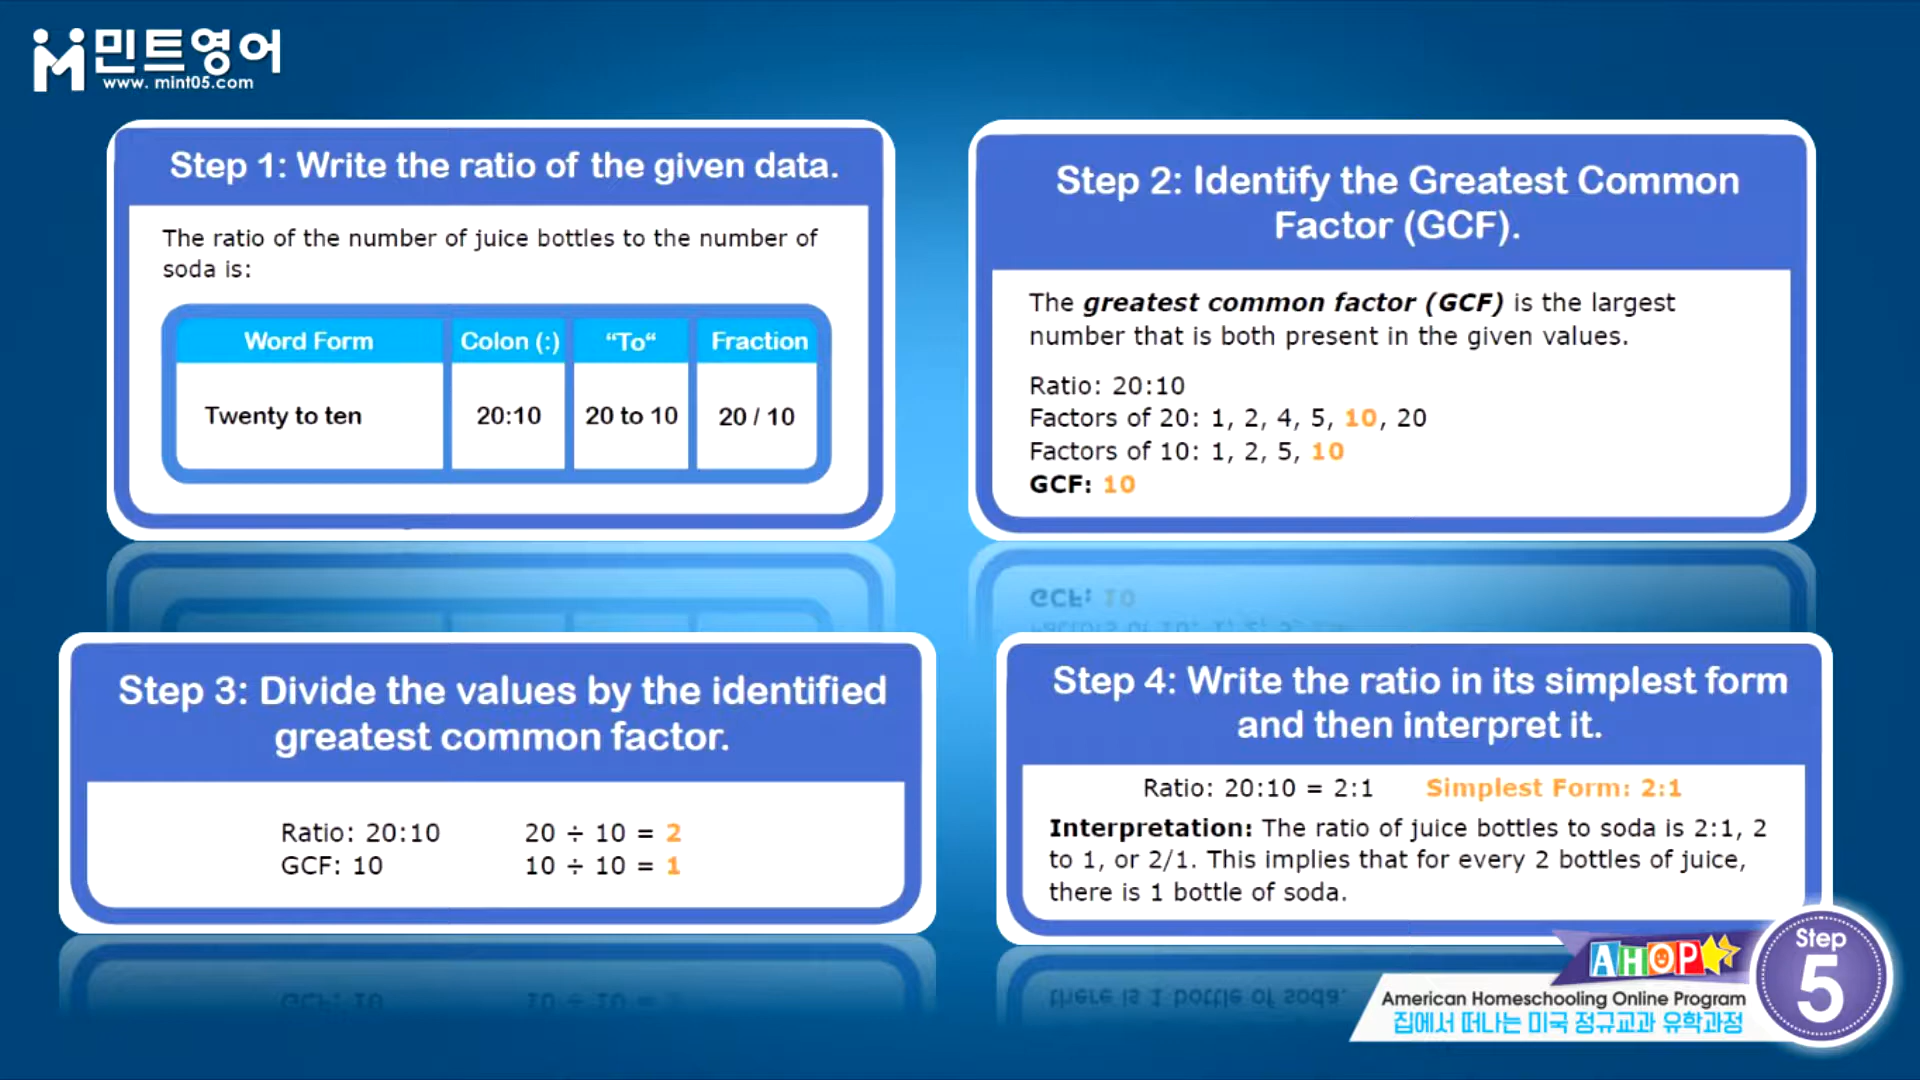 민트영어
www. mint05.com
Step 1: Write the ratio of the given data.
The ratio of the number of juice bottles to the number of
soda is:
Word Form Colon (:) “To“ Fraction
Twenty to ten 20:10 20 to 10 20 / 10
Step 2: Identify the Greatest Common
Factor (GCF).
The greatest common factor (GCF) is the largest
number that is both present in the given values.
Ratio: 20:10
Factors of 20: 1, 2, 4, 5, 10, 20
Factors of 10: 1, 2, 5, 10
GCF: 10
Step 3: Divide the values by the identified
greatest common factor.
Ratio: 20:10 20 ÷ 10 = 2
GCF: 10 10 ÷ 10 = 1
Step 4: Write the ratio in its simplest form
and then interpret it.
Ratio: 20:10 = 2:1 Simplest Form: 2:1
Interpretation: The ratio of juice bottles to soda is 2:1, 2
to 1, or 2/1. This implies that for every 2 bottles of juice,
there is 1 bottle of soda.
AHOP
American Homeschooling Online Program
집에서 떠나는 미국 정규교과 유학과정
Step
5